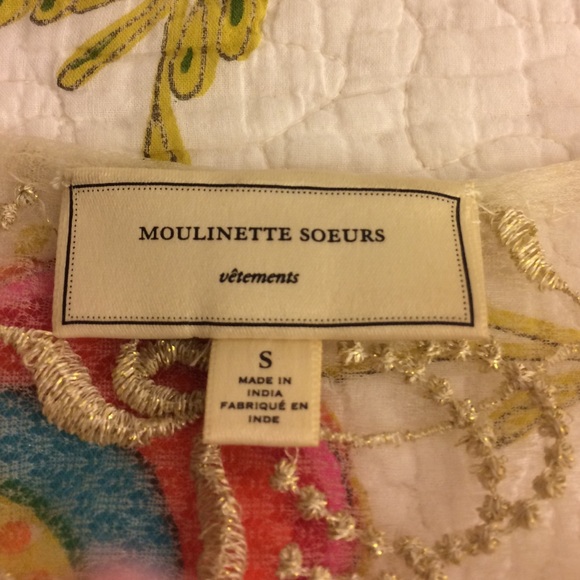 MOULINETTE SOEURS
vêtements
S
MADE IN
INDIA
FABRIQUÉ EN
INDE